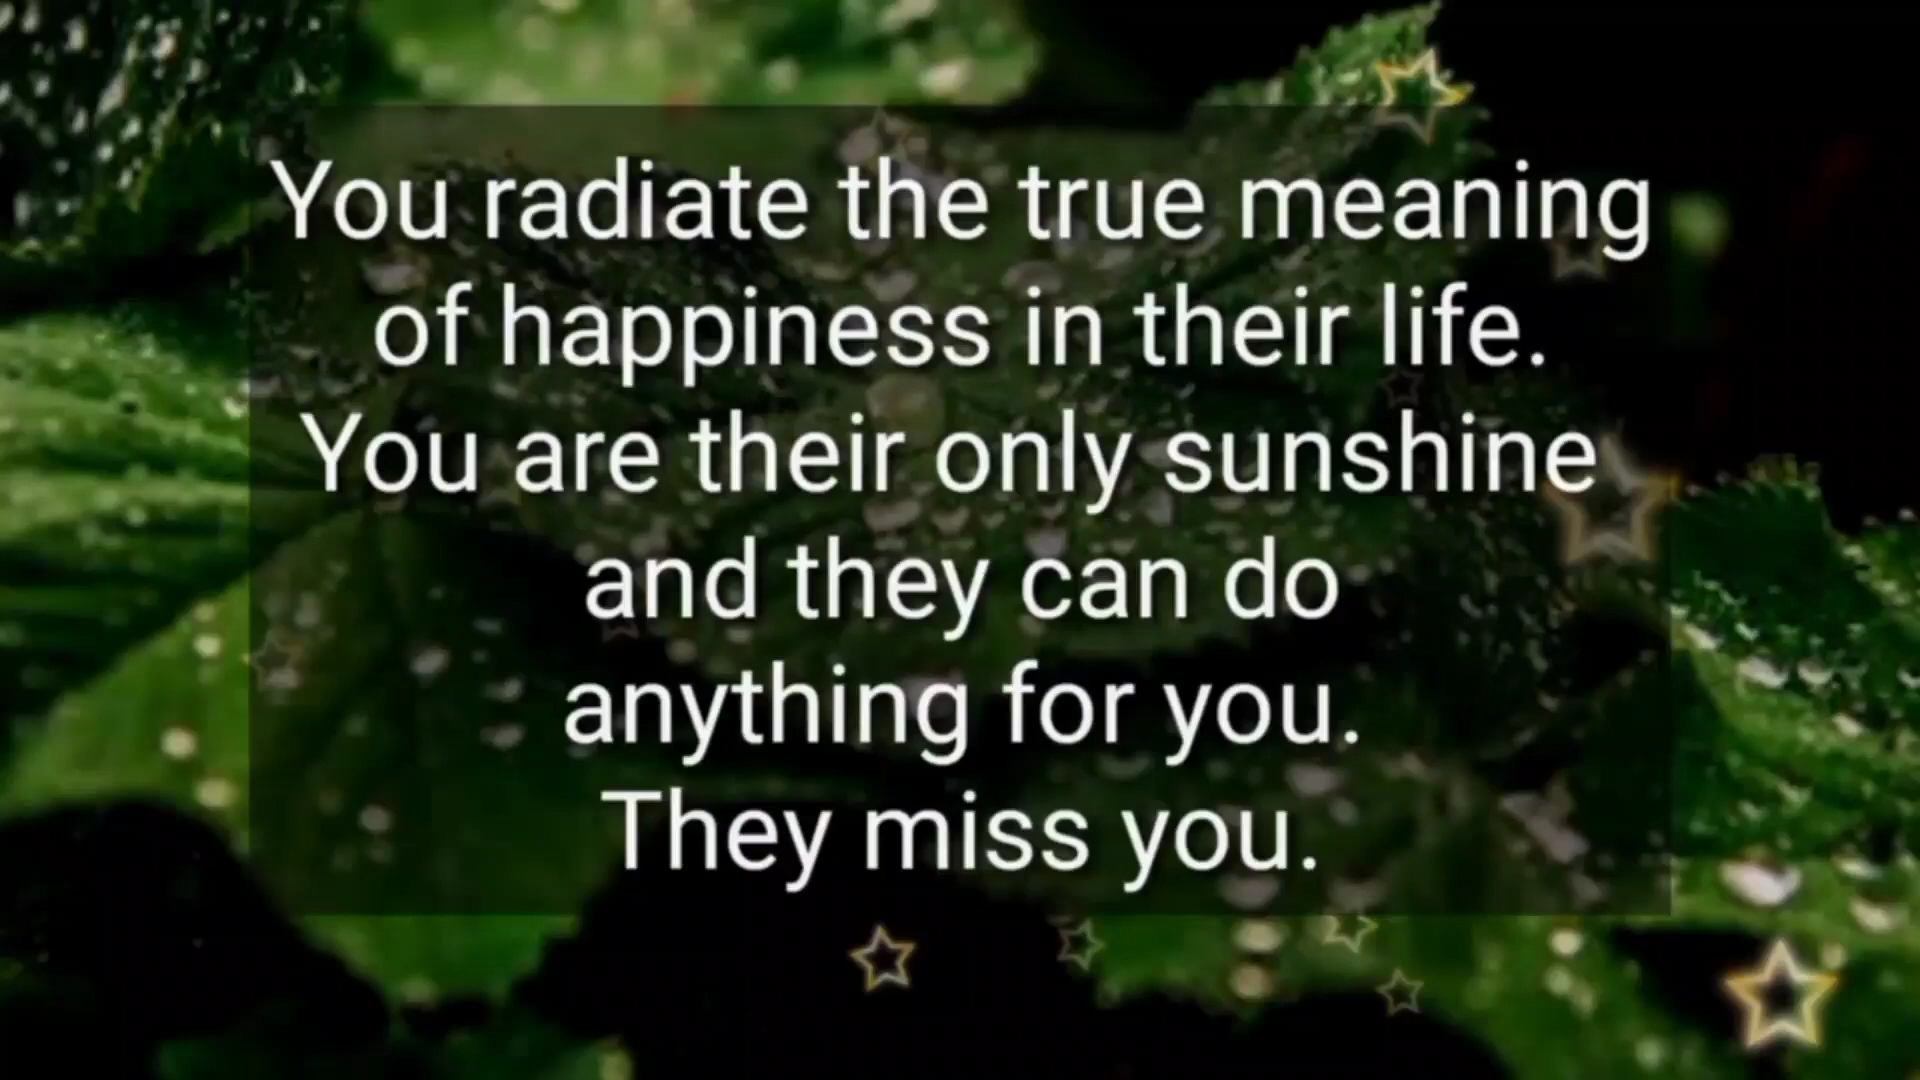 You radiate the true meaning
of happiness in their life.
You are their only sunshine
and they can do
anything for you.
They miss you.